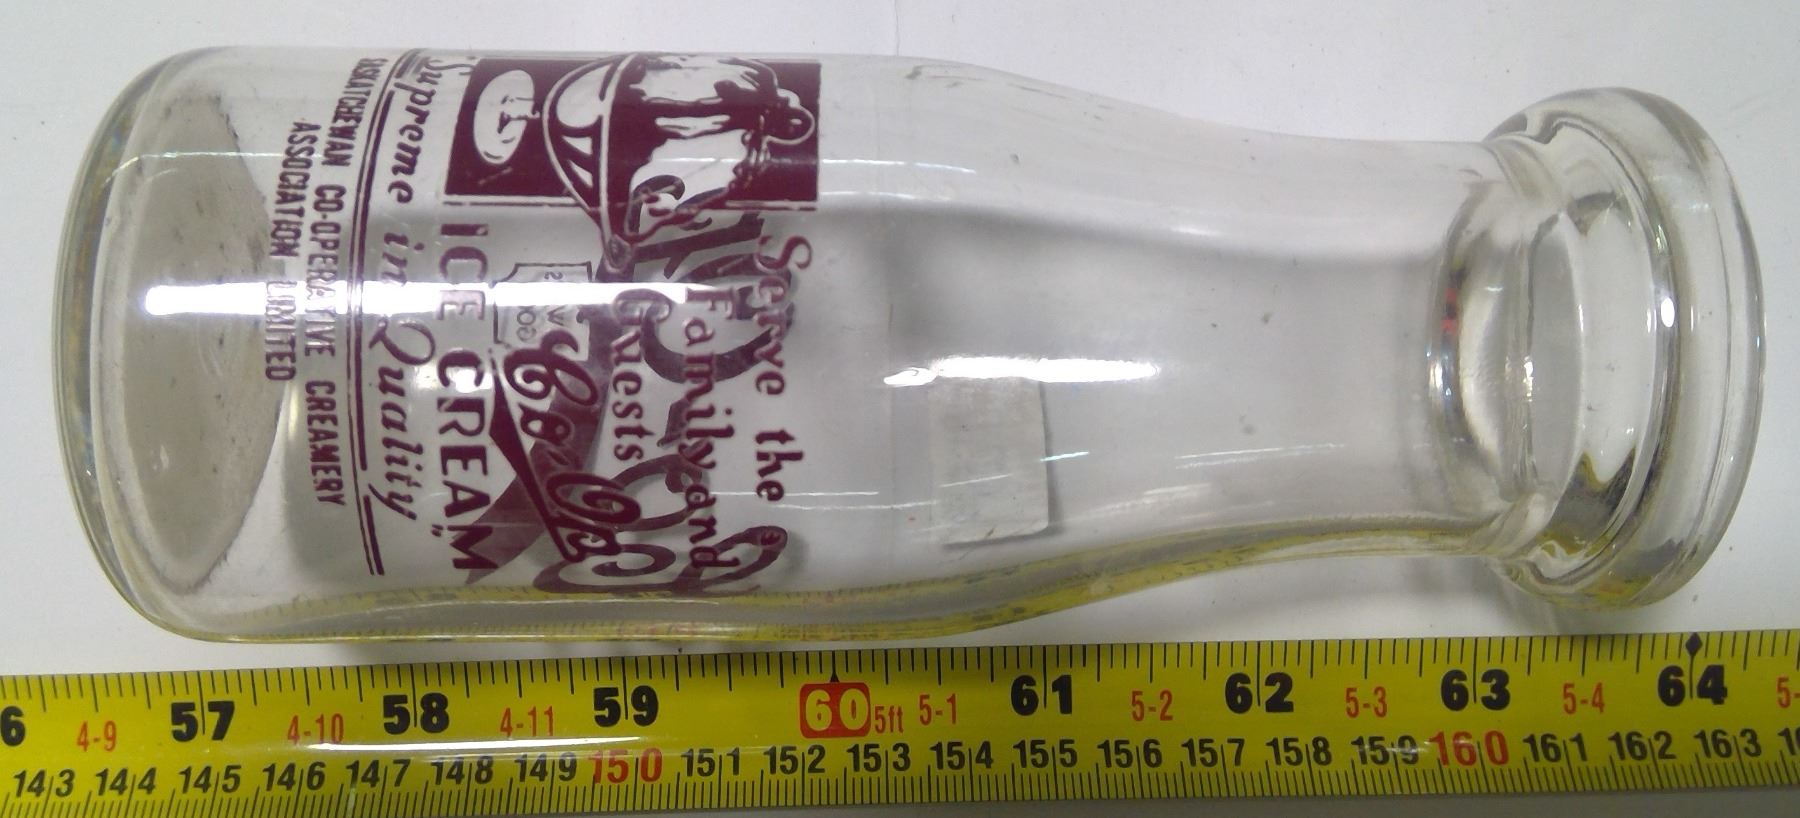 Serve the
Family and
Guests
Co-Op
ICE CREAM
"Supreme in Quality"
SASKATCHEWAN CO-OPERATIVE CREAMERY
ASSOCIATION LIMITED
6 4-9 57 4-10 58 4-11 59 60 5ft 5-1 61 5-2 62 5-3 63 5-4 64 5-
143 144 145 146 147 148 149 150 151 152 153 154 155 156 157 158 159 160 161 162 163